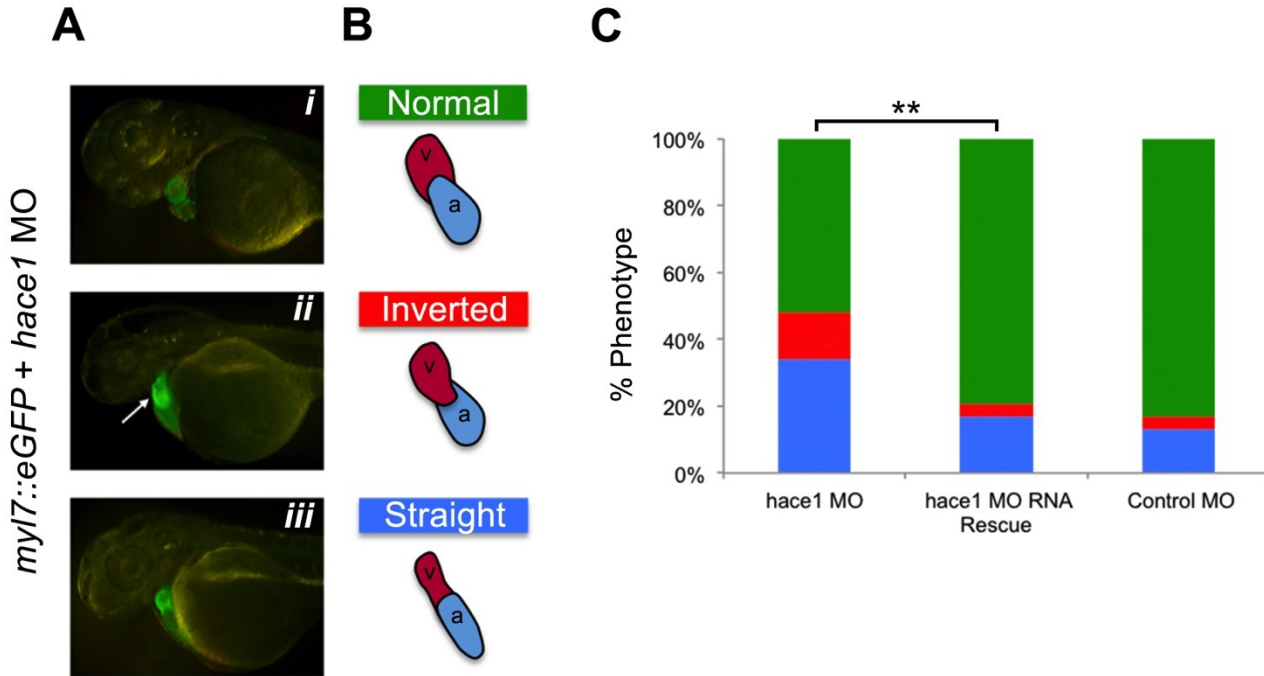 A
B
C
myl7::eGFP + hace1 MO
i
ii
iii
Normal
v
a
Inverted
v
a
Straight
v
a
**
% Phenotype
100%
80%
60%
40%
20%
0%
hace1 MO
hace1 MO RNA
Rescue
Control MO